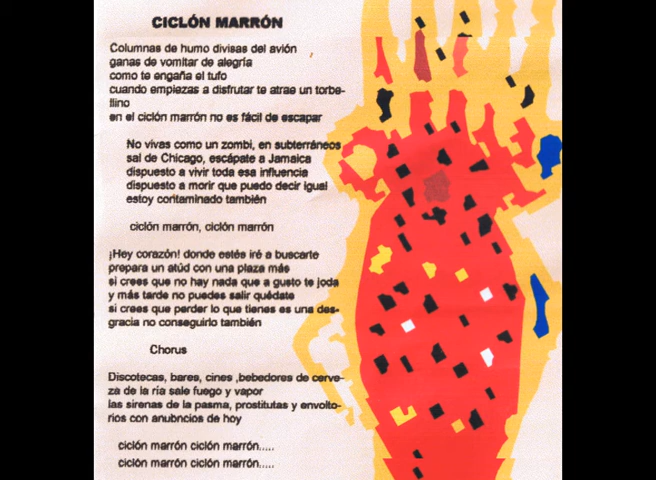 CICLÓN MARRÓN
Columnas de humo divisas del avión
ganas de vomitar de alegría
como te engaña el tufo
cuando empiezas a disfrutar te atrae un torbe-
llino
en el ciclón marrón no es fácil de escapar
No vivas como un zombi, en subterráneos
sal de Chicago, escápate a Jamaica
dispuesto a vivir toda esa influencia
dispuesto a morir que puedo decir igual
estoy contaminado también
ciclón marrón, ciclón marrón
¡Hey corazón! donde estés iré a buscarte
prepara un atúd con una plaza más
si crees que no hay nada que a gusto te joda
y más tarde no puedes salir quédate
si crees que perder lo que tienes es una des-
gracia no conseguirlo también
Chorus
Discotecas, bares, cines ,bebedores de cerve-
za de la ría sale fuego y vapor
las sirenas de la pasma, prostitutas y envolto-
rios con anubncios de hoy
ciclón marrón ciclón marrón.....
ciclón marrón ciclón marrón.....